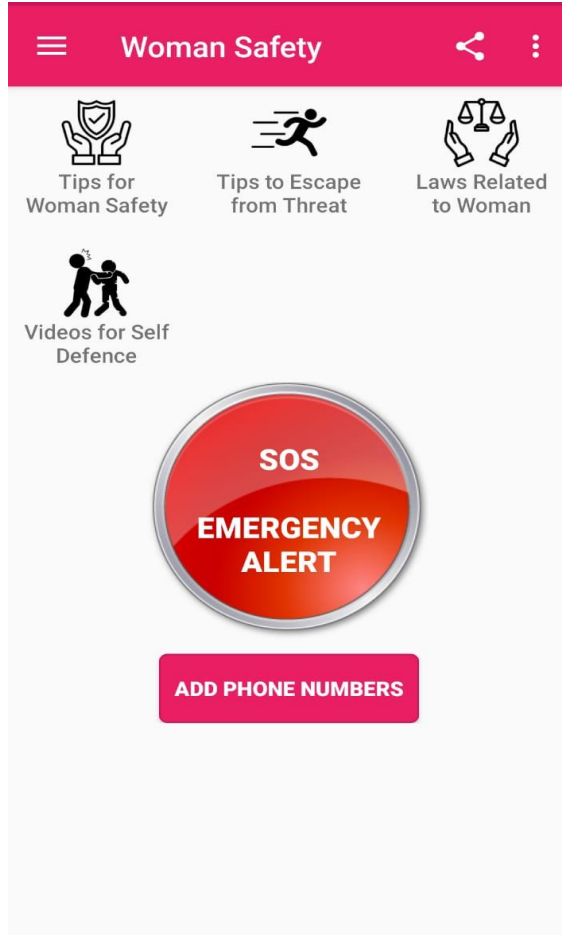 Woman Safety
Tips for
Woman Safety
Tips to Escape
from Threat
Laws Related
to Woman
Videos for Self
Defence
SOS
EMERGENCY
ALERT
ADD PHONE NUMBERS